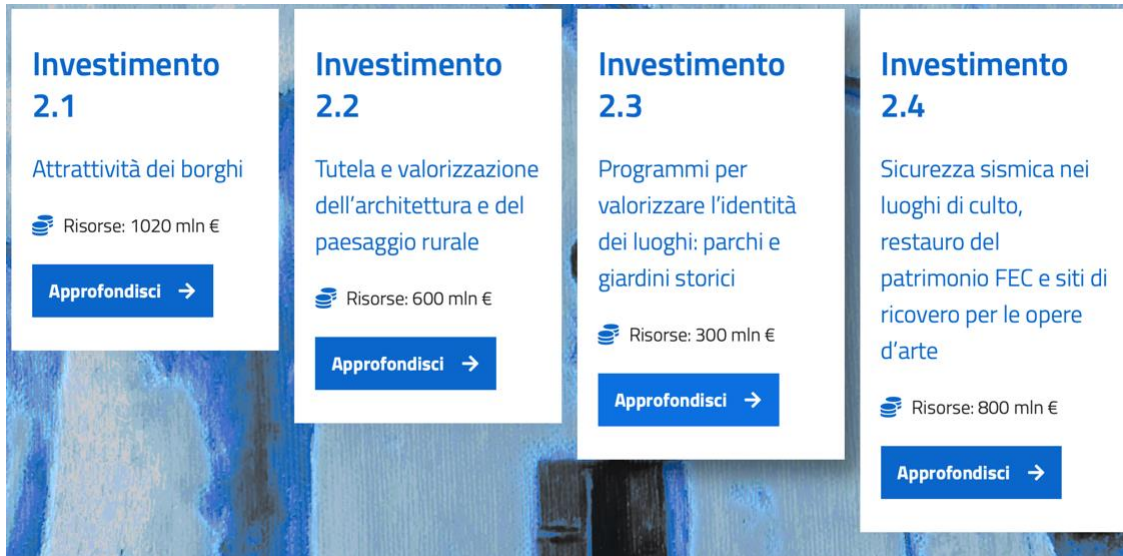 Investimento
2.1
Attrattività dei borghi
Risorse: 1020 mln €
Approfondisci
Investimento
2.2
Tutela e valorizzazione
dell’architettura e del
paesaggio rurale
Risorse: 600 mln €
Approfondisci
Investimento
2.3
Programmi per
valorizzare l’identità
dei luoghi: parchi e
giardini storici
Risorse: 300 mln €
Approfondisci
Investimento
2.4
Sicurezza sismica nei
luoghi di culto,
restauro del
patrimonio FEC e siti di
ricovero per le opere
d’arte
Risorse: 800 mln €
Approfondisci